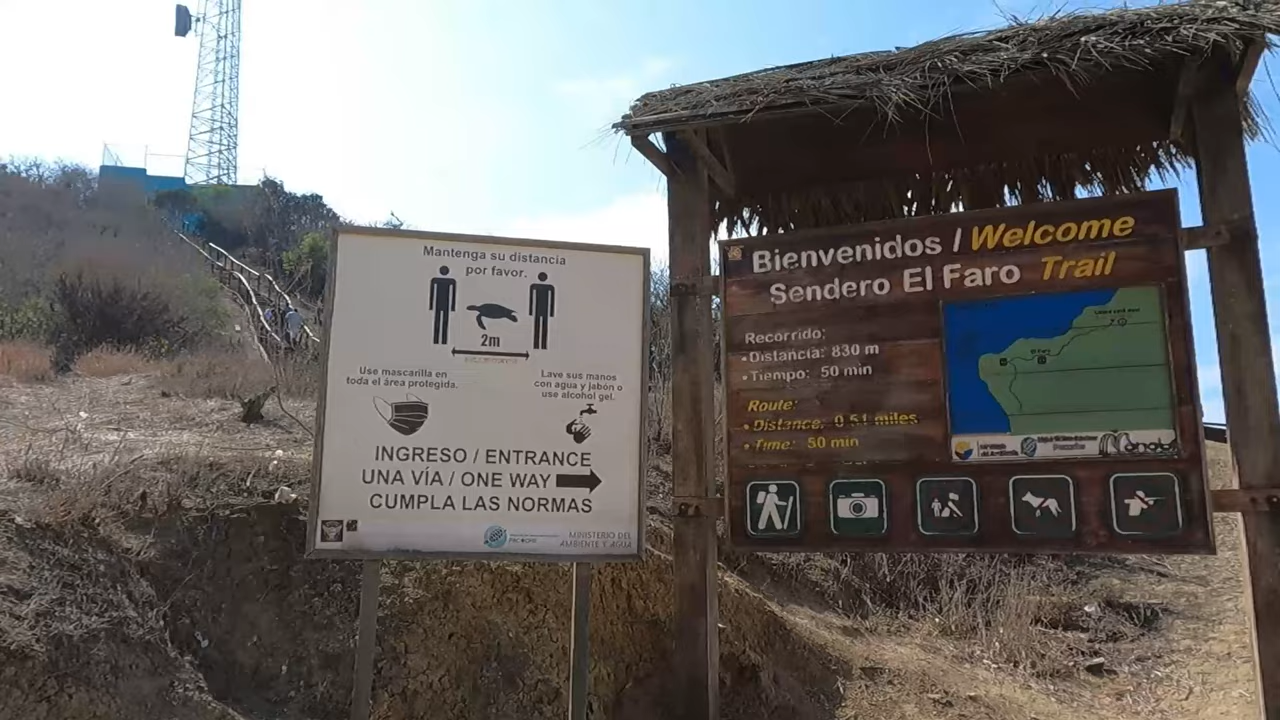 Mantenga su distancia
por favor.
2m
Use mascarilla en
toda el área protegida.
Lave sus manos
con agua y jabón o
use alcohol gel.
INGRESO / ENTRANCE
UNA VÍA / ONE WAY
CUMPLA LAS NORMAS
MINISTERIO DEL
AMBIENTE Y AGUA
Bienvenidos / Welcome
Sendero El Faro Trail
Recorrido:
• Distancia: 830 m
• Tiempo: 50 min
Route:
• Distance: 0.51 miles
• Time: 50 min
El Faro